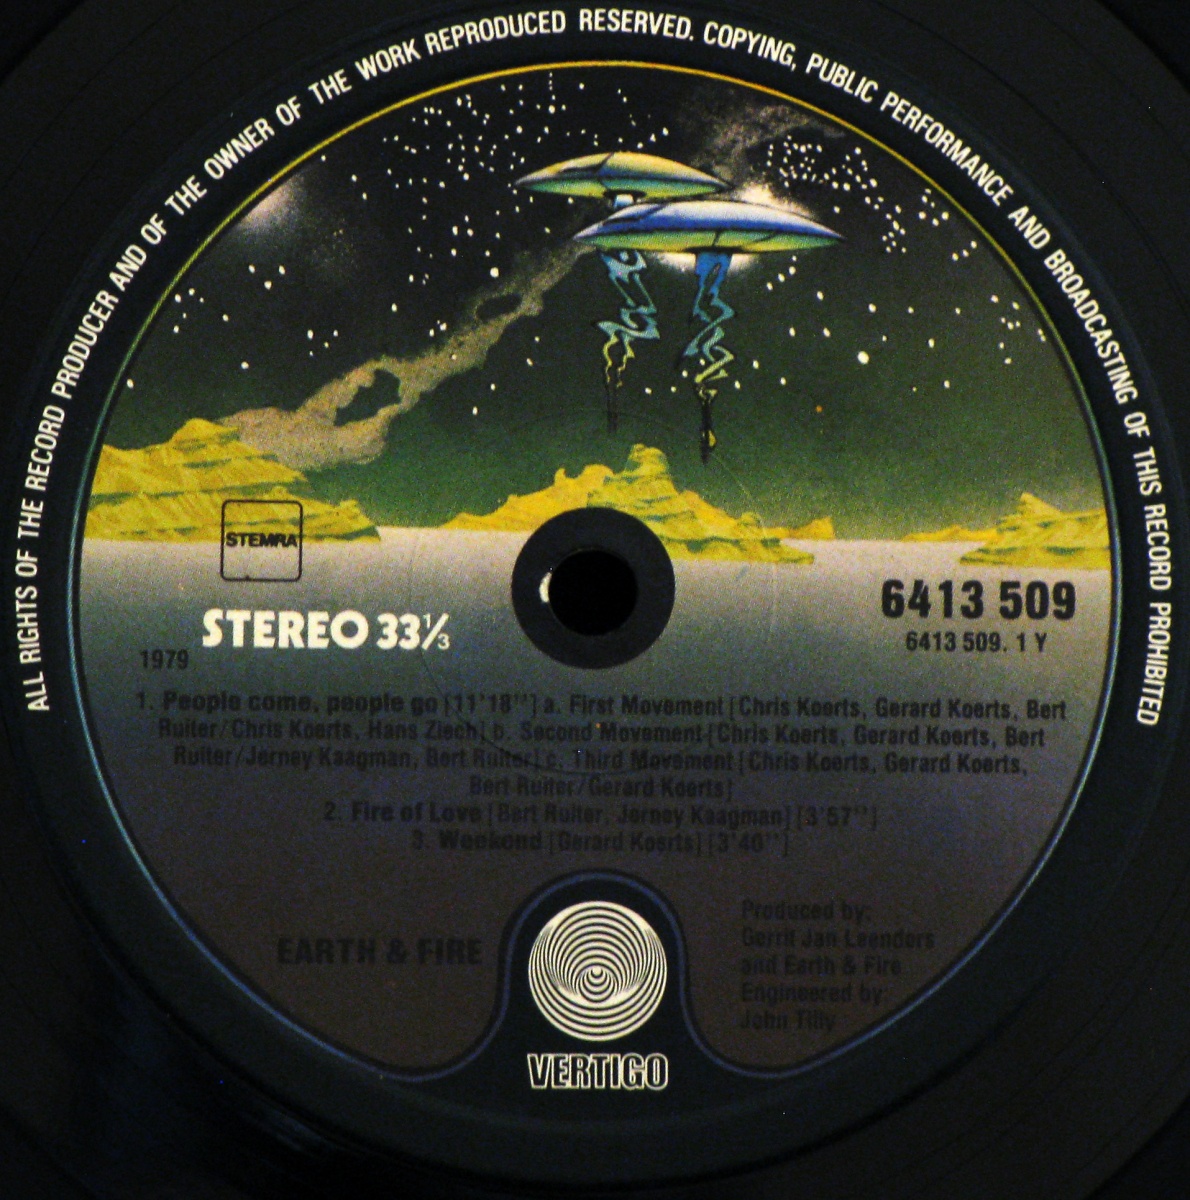 ALL RIGHTS OF THE RECORD PRODUCER AND OF THE OWNER OF THE WORK REPRODUCED RESERVED. COPYING, PUBLIC PERFORMANCE AND BROADCASTING OF THIS RECORD PROHIBITED
STEMRA
STEREO 33⅓
1979
6413 509
6413 509. 1 Y
1. People come, people go [11'18"] a. First Movement [Chris Koerts, Gerard Koerts, Bert
Ruiter/Chris Koerts, Hans Ziech] b. Second Movement [Chris Koerts, Gerard Koerts, Bert
Ruiter/Jerney Kaagman, Bert Ruiter] c. Third Movement [Chris Koerts, Gerard Koerts,
Bert Ruiter/Gerard Koerts]
2. Fire of Love [Bert Ruiter, Jerney Kaagman] [3'57"]
3. Weekend [Gerard Koerts] [3'40"]
EARTH & FIRE
Produced by:
Gerrit Jan Leenders
and Earth & Fire
Engineered by:
John Tilly
VERTIGO